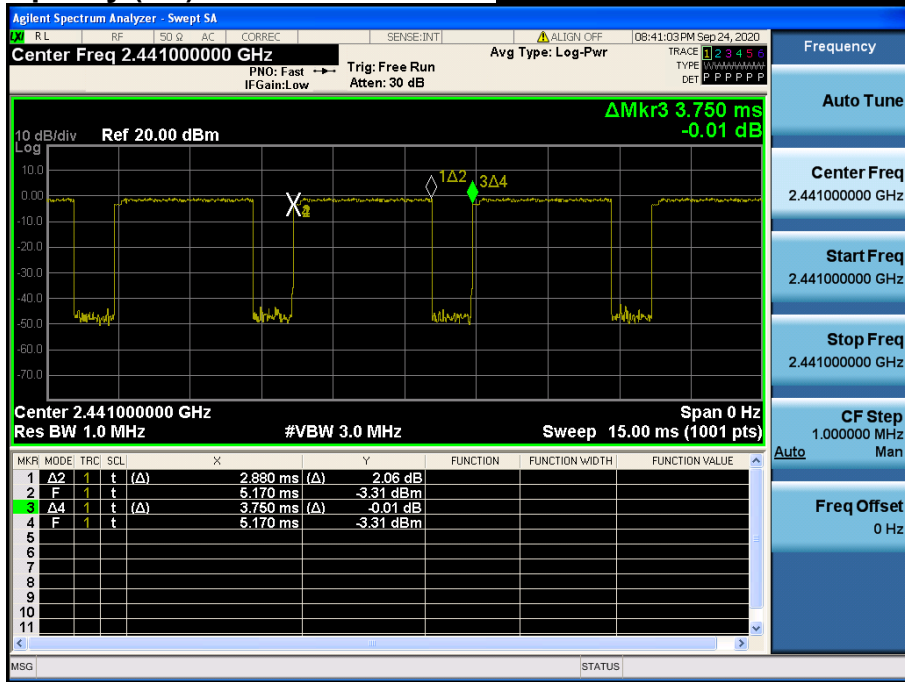 Agilent Spectrum Analyzer - Swept SA
LXI RL RF 50 Ω AC CORREC SENSE:INT ALIGN OFF 08:41:03 PM Sep 24, 2020
Center Freq 2.441000000 GHz
PNO: Fast
IFGain:Low
Trig: Free Run
Atten: 30 dB
Avg Type: Log-Pwr
TRACE 1 2 3 4 5 6
TYPE WWWWWW
DET P P P P P P
ΔMkr3 3.750 ms
-0.01 dB
10 dB/div Ref 20.00 dBm
Log
10.0
0.00
-10.0
-20.0
-30.0
-40.0
-50.0
-60.0
-70.0
1Δ2
3Δ4
X2
Center 2.441000000 GHz Span 0 Hz
Res BW 1.0 MHz #VBW 3.0 MHz Sweep 15.00 ms (1001 pts)
MKR MODE TRC SCL X Y FUNCTION FUNCTION WIDTH FUNCTION VALUE
1 Δ2 1 t (Δ) 2.880 ms (Δ) 2.06 dB
2 F 1 t 5.170 ms -3.31 dBm
3 Δ4 1 t (Δ) 3.750 ms (Δ) -0.01 dB
4 F 1 t 5.170 ms -3.31 dBm
5
6
7
8
9
10
11
MSG STATUS
Frequency
Auto Tune
Center Freq
2.441000000 GHz
Start Freq
2.441000000 GHz
Stop Freq
2.441000000 GHz
CF Step
1.000000 MHz
Auto Man
Freq Offset
0 Hz